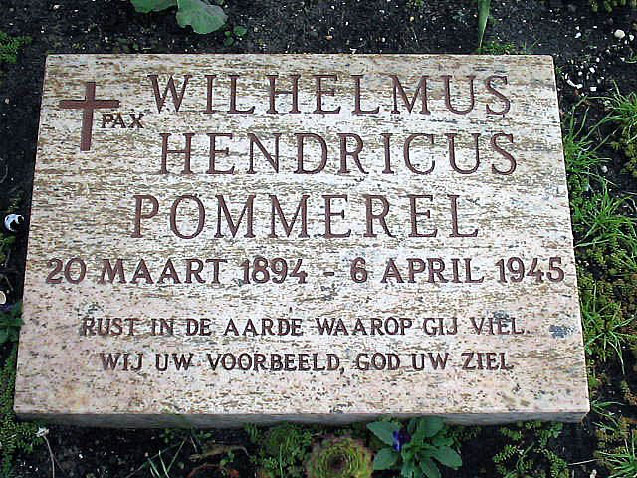 PAX
WILHELMUS
HENDRICUS
POMMEREL
20 MAART 1894 - 6 APRIL 1945
RUST IN DE AARDE WAAROP GIJ VIEL
WIJ UW VOORBEELD, GOD UW ZIEL